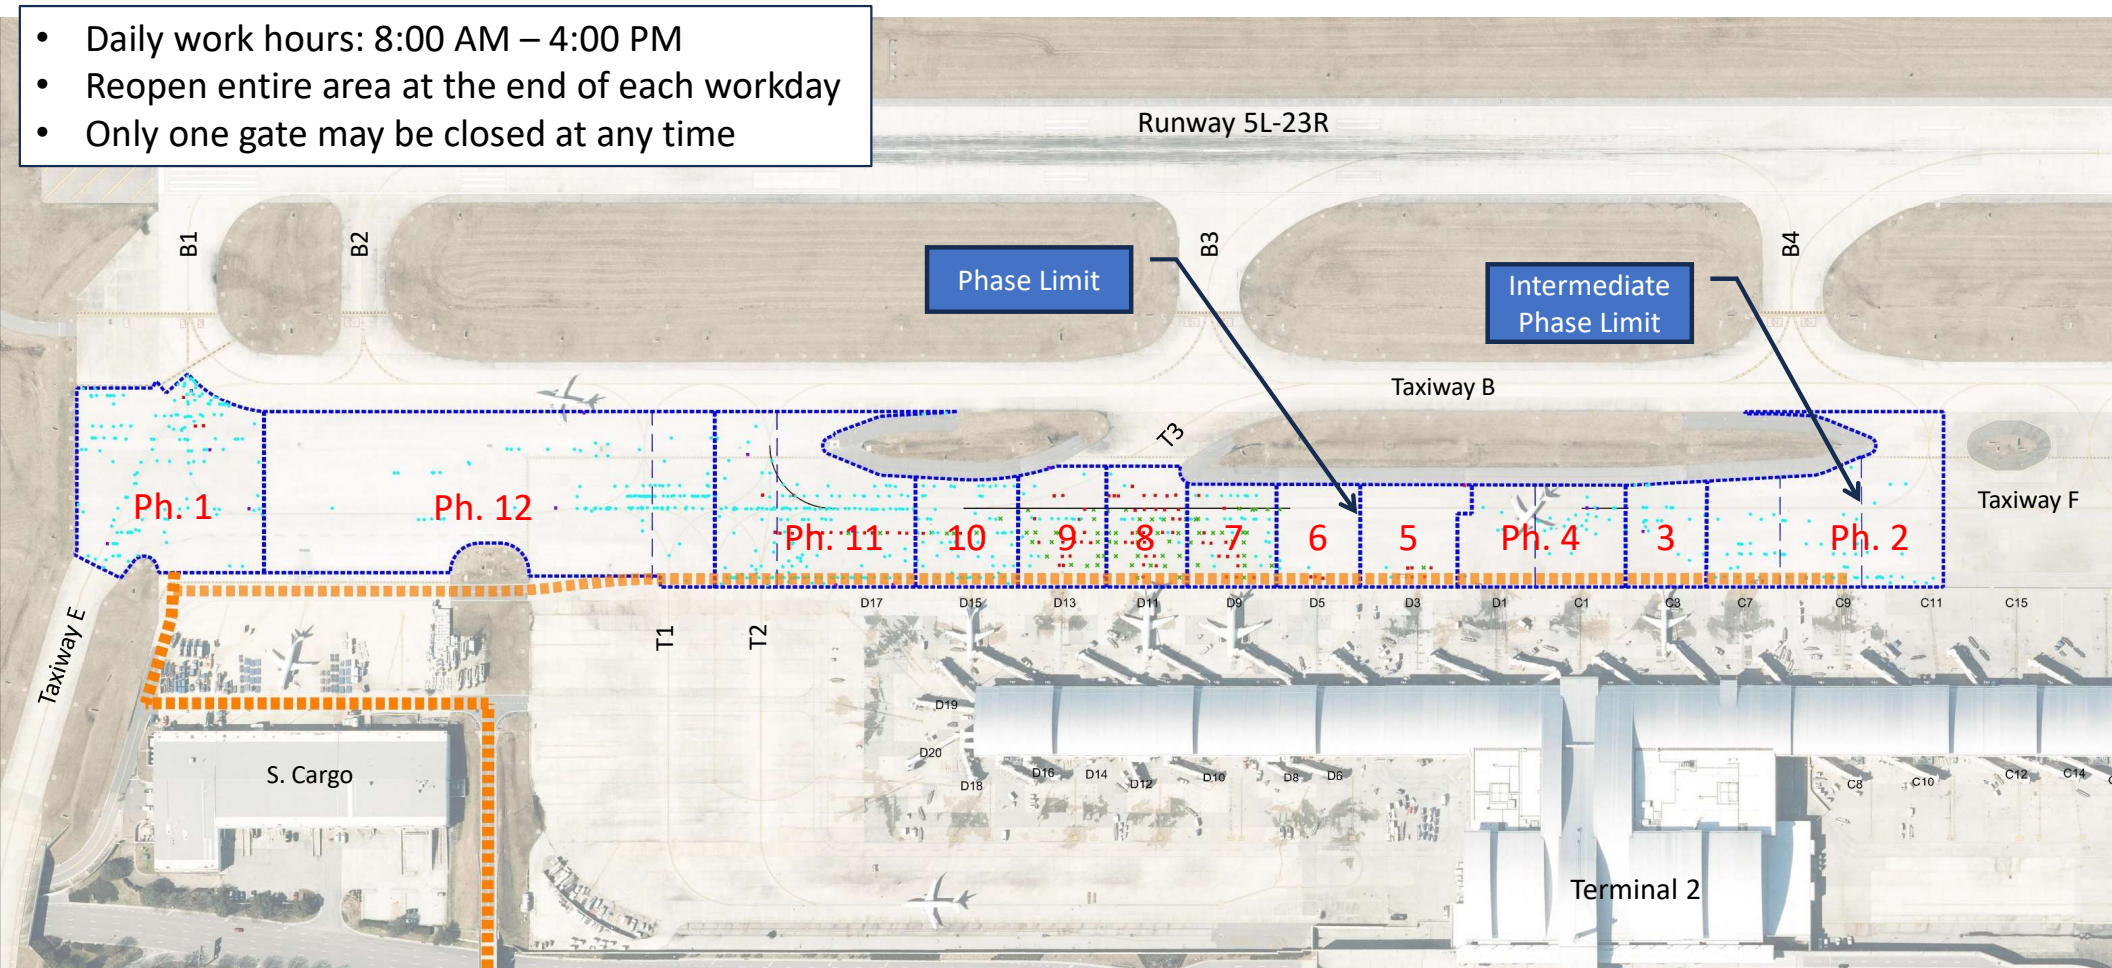 • Daily work hours: 8:00 AM – 4:00 PM
• Reopen entire area at the end of each workday
• Only one gate may be closed at any time
Runway 5L-23R
B1
B2
B3
B4
Phase Limit
Intermediate
Phase Limit
Taxiway B
T3
Ph. 1
Ph. 12
Ph. 11
10
9
8
7
6
5
Ph. 4
3
Ph. 2
Taxiway F
D17
D15
D13
D11
D9
D5
D3
D1
C1
C3
C7
C9
C11
C15
Taxiway E
T1
T2
D19
D20
D18
D16
D14
D12
D10
D8
D6
C8
C10
C12
C14
S. Cargo
Terminal 2